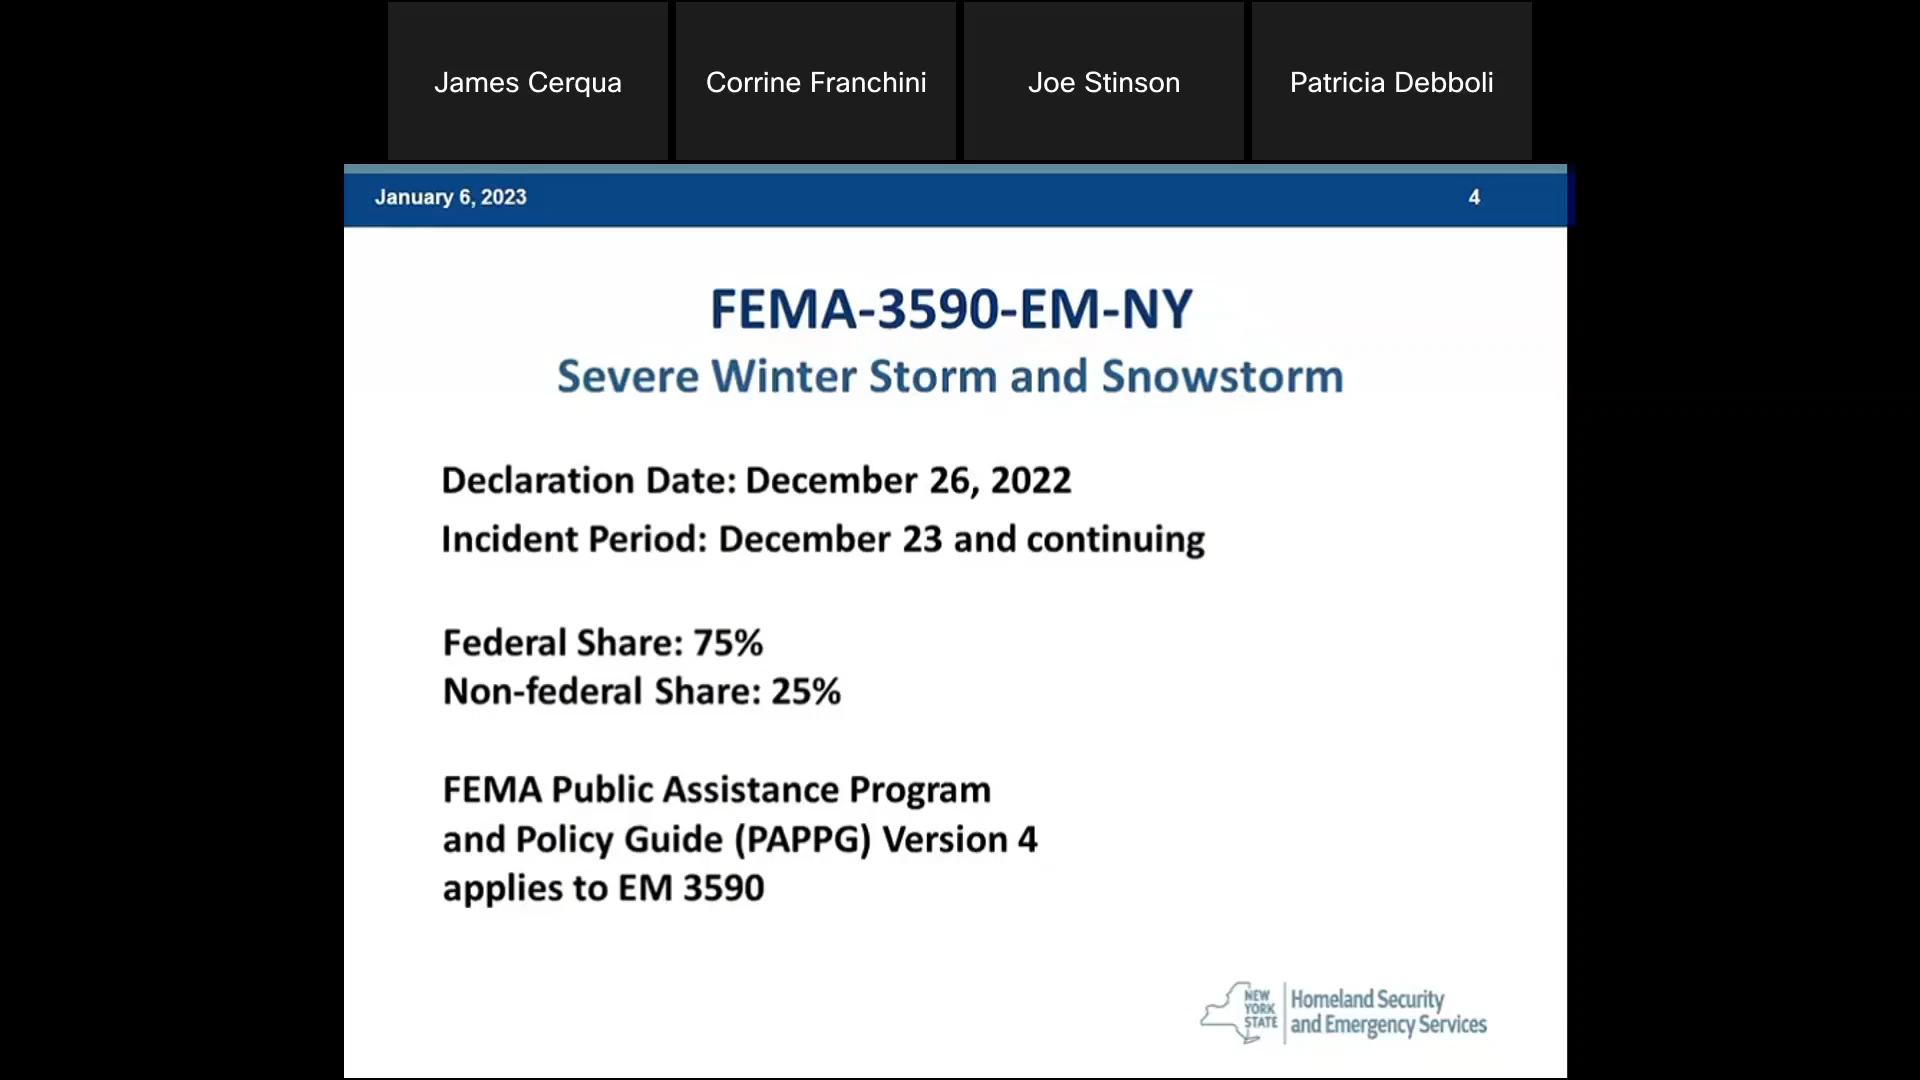 James Cerqua
Corrine Franchini
Joe Stinson
Patricia Debboli
January 6, 2023
4
FEMA-3590-EM-NY
Severe Winter Storm and Snowstorm
Declaration Date: December 26, 2022
Incident Period: December 23 and continuing
Federal Share: 75%
Non-federal Share: 25%
FEMA Public Assistance Program
and Policy Guide (PAPPG) Version 4
applies to EM 3590
NEW
YORK
STATE
Homeland Security
and Emergency Services